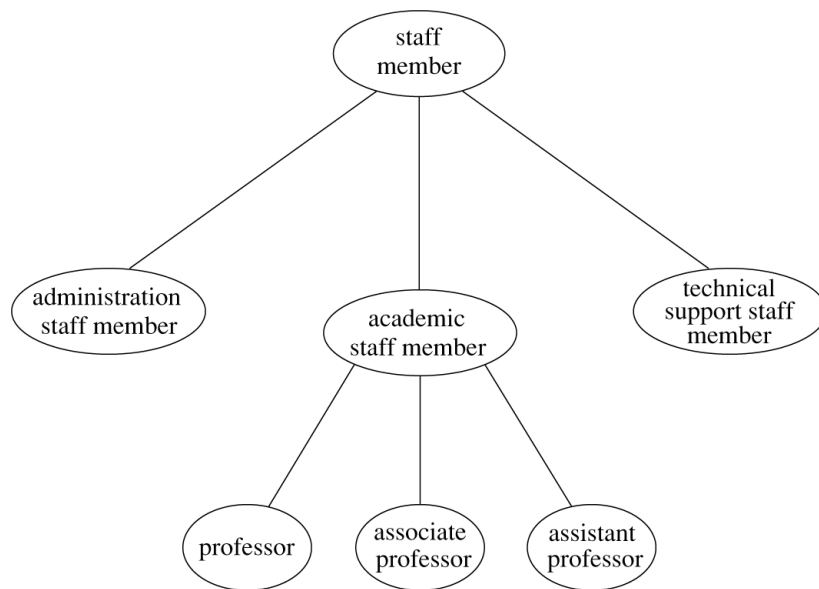 staff
member
administration
staff member
academic
staff member
technical
support staff
member
professor
associate
professor
assistant
professor